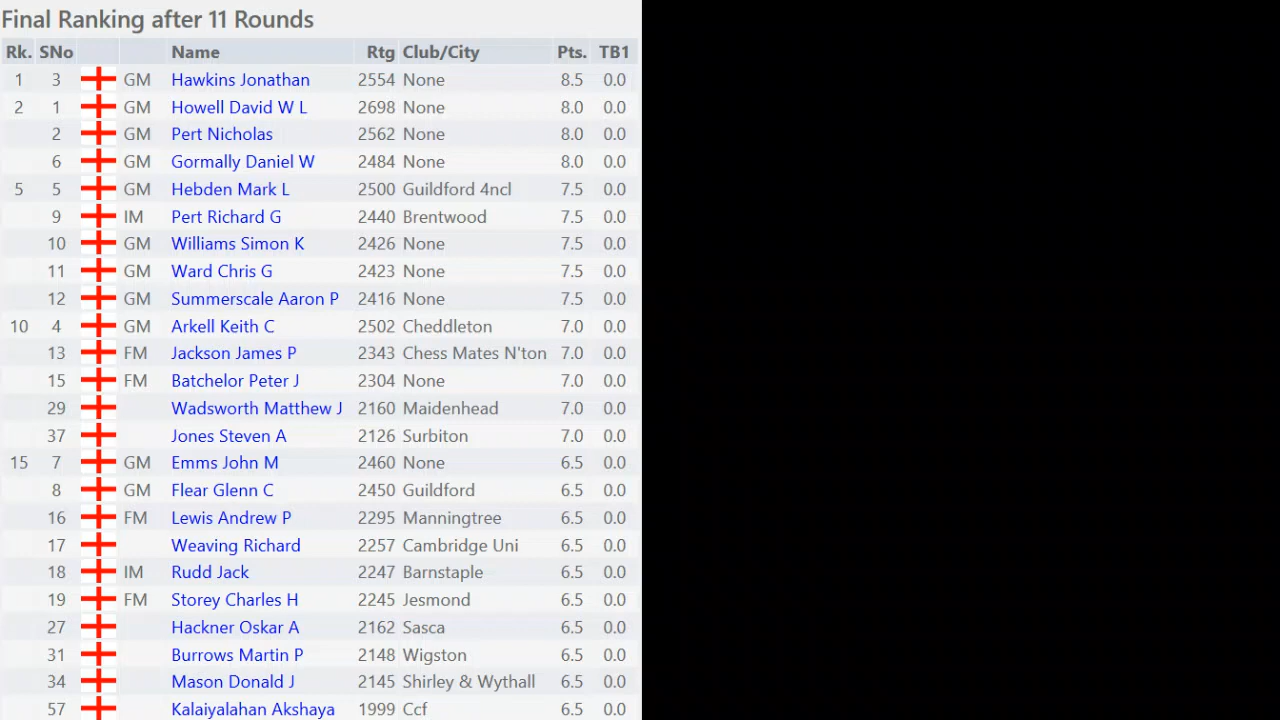 Final Ranking after 11 Rounds
Rk. SNo Name Rtg Club/City Pts. TB1
1 3 GM Hawkins Jonathan 2554 None 8.5 0.0
2 1 GM Howell David W L 2698 None 8.0 0.0
2 GM Pert Nicholas 2562 None 8.0 0.0
6 GM Gormally Daniel W 2484 None 8.0 0.0
5 5 GM Hebden Mark L 2500 Guildford 4ncl 7.5 0.0
9 IM Pert Richard G 2440 Brentwood 7.5 0.0
10 GM Williams Simon K 2426 None 7.5 0.0
11 GM Ward Chris G 2423 None 7.5 0.0
12 GM Summerscale Aaron P 2416 None 7.5 0.0
10 4 GM Arkell Keith C 2502 Cheddleton 7.0 0.0
13 FM Jackson James P 2343 Chess Mates N'ton 7.0 0.0
15 FM Batchelor Peter J 2304 None 7.0 0.0
29 Wadsworth Matthew J 2160 Maidenhead 7.0 0.0
37 Jones Steven A 2126 Surbiton 7.0 0.0
15 7 GM Emms John M 2460 None 6.5 0.0
8 GM Flear Glenn C 2450 Guildford 6.5 0.0
16 FM Lewis Andrew P 2295 Manningtree 6.5 0.0
17 Weaving Richard 2257 Cambridge Uni 6.5 0.0
18 IM Rudd Jack 2247 Barnstaple 6.5 0.0
19 FM Storey Charles H 2245 Jesmond 6.5 0.0
27 Hackner Oskar A 2162 Sasca 6.5 0.0
31 Burrows Martin P 2148 Wigston 6.5 0.0
34 Mason Donald J 2145 Shirley & Wythall 6.5 0.0
57 Kalaiyalahan Akshaya 1999 Ccf 6.5 0.0